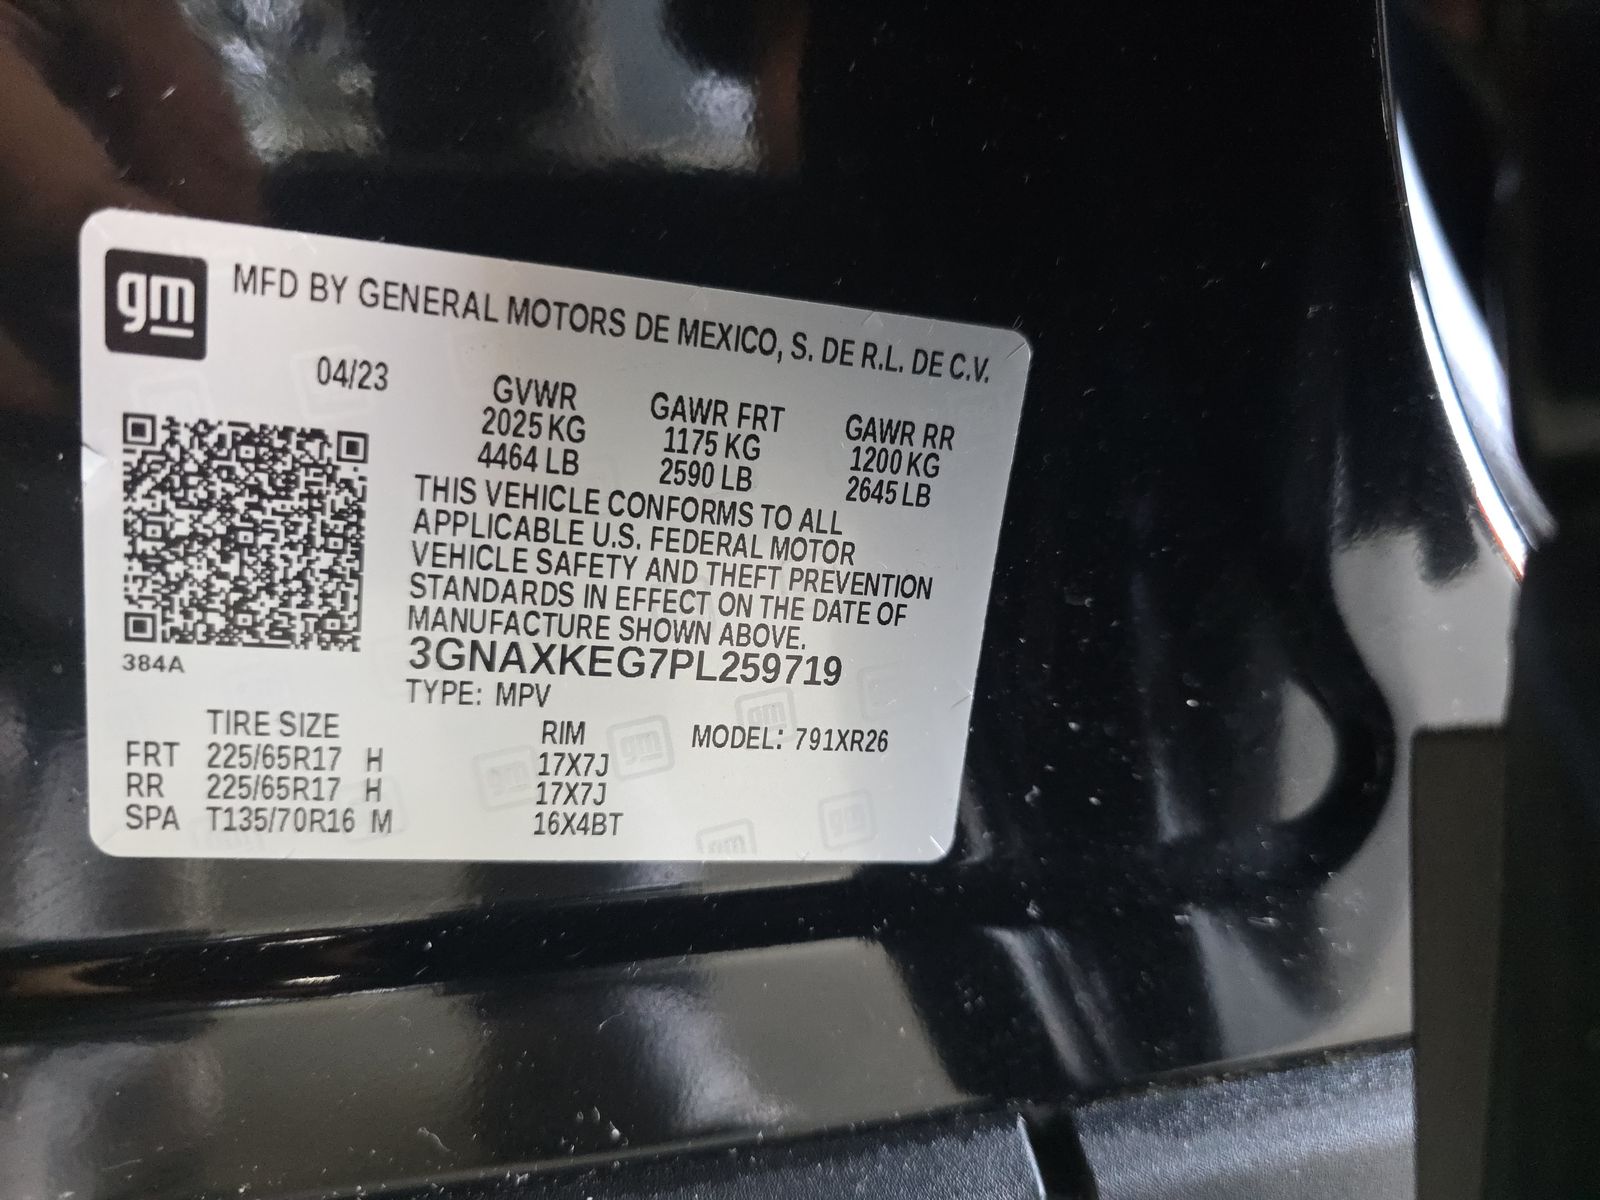 gm
MFD BY GENERAL MOTORS DE MEXICO, S. DE R.L. DE C.V.
04/23
GVWR GAWR FRT GAWR RR
2025 KG 1175 KG 1200 KG
4464 LB 2590 LB 2645 LB
THIS VEHICLE CONFORMS TO ALL
APPLICABLE U.S. FEDERAL MOTOR
VEHICLE SAFETY AND THEFT PREVENTION
STANDARDS IN EFFECT ON THE DATE OF
MANUFACTURE SHOWN ABOVE.
384A
3GNAXKEG7PL259719
TYPE: MPV
TIRE SIZE RIM MODEL: 791XR26
FRT 225/65R17 H 17X7J
RR 225/65R17 H 17X7J
SPA T135/70R16 M 16X4BT